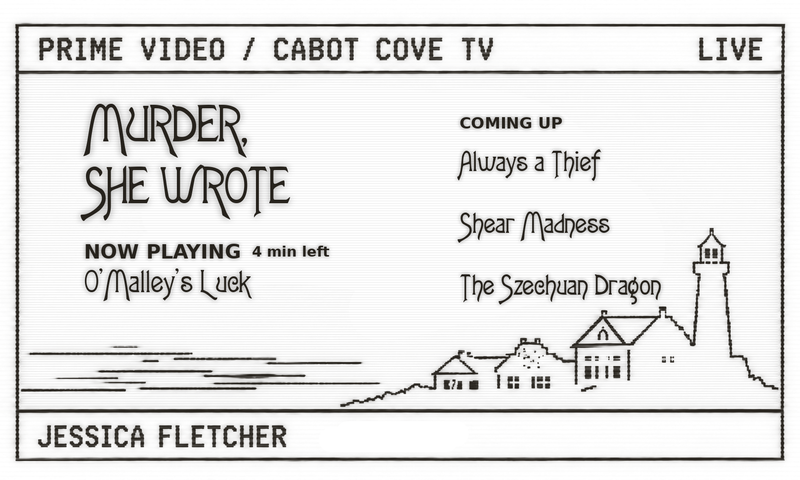 PRIME VIDEO / CABOT COVE TV LIVE
MURDER,
SHE WROTE
NOW PLAYING 4 min left
O'Malley's Luck
COMING UP
Always a Thief
Shear Madness
The Szechuan Dragon
JESSICA FLETCHER